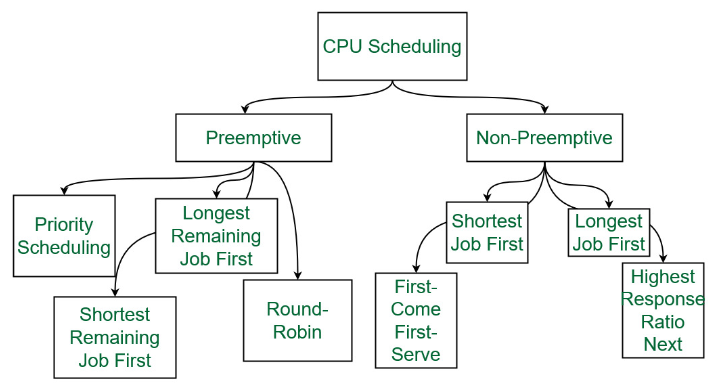 CPU Scheduling
Preemptive
Non-Preemptive
Priority
Scheduling
Longest
Remaining
Job First
Shortest
Job First
Longest
Job First
Shortest
Remaining
Job First
Round-
Robin
First-
Come
First-
Serve
Highest
Response
Ratio
Next